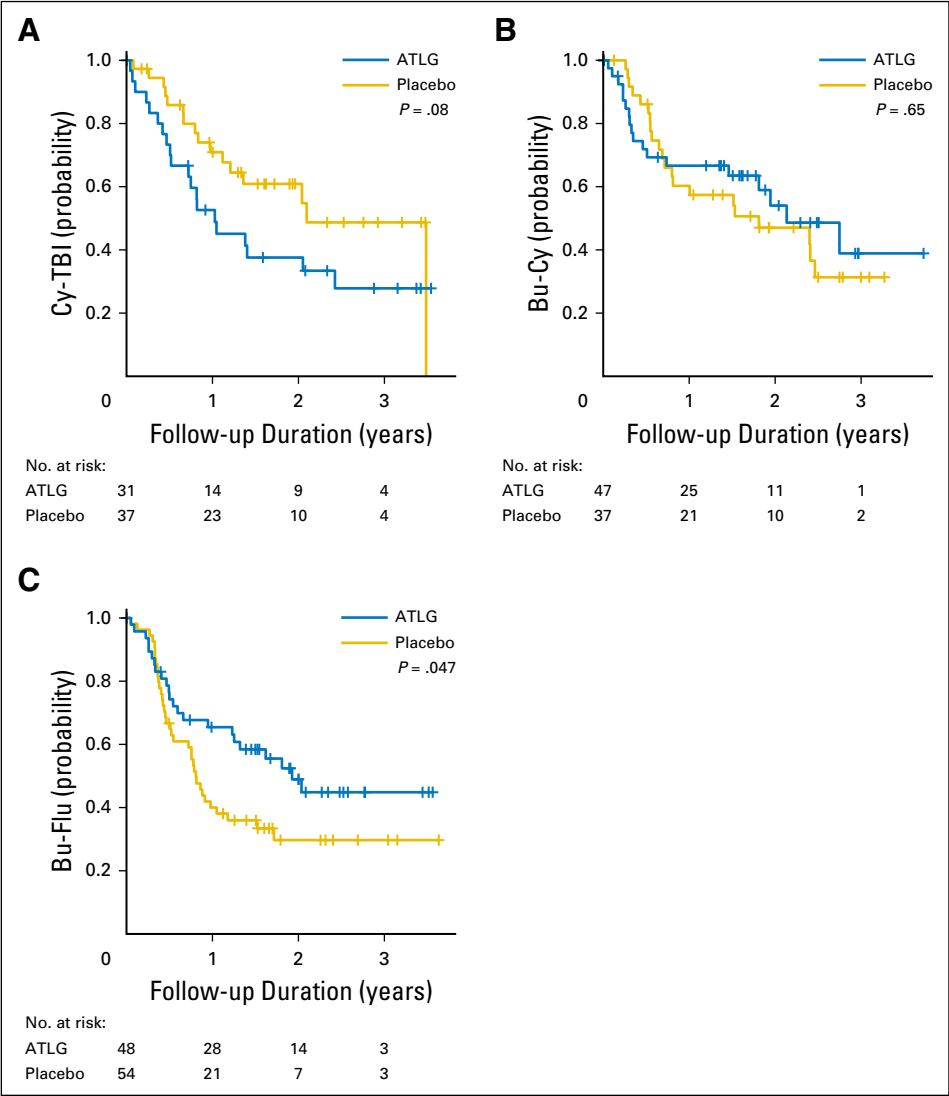 A
Cy-TBI (probability)
1.0
0.8
0.6
0.4
0.2
ATLG
Placebo
P = .08
0 1 2 3
Follow-up Duration (years)
No. at risk:
ATLG 31 14 9 4
Placebo 37 23 10 4
B
Bu-Cy (probability)
1.0
0.8
0.6
0.4
0.2
ATLG
Placebo
P = .65
0 1 2 3
Follow-up Duration (years)
No. at risk:
ATLG 47 25 11 1
Placebo 37 21 10 2
C
Bu-Flu (probability)
1.0
0.8
0.6
0.4
0.2
ATLG
Placebo
P = .047
0 1 2 3
Follow-up Duration (years)
No. at risk:
ATLG 48 28 14 3
Placebo 54 21 7 3